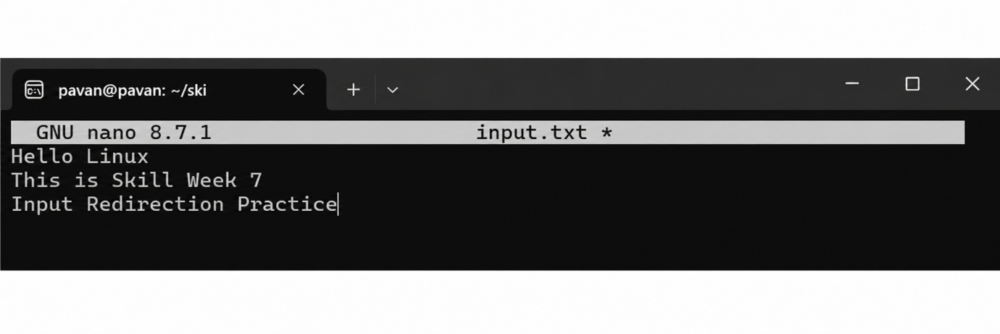 pavan@pavan: ~/ski
GNU nano 8.7.1 input.txt *
Hello Linux
This is Skill Week 7
Input Redirection Practice